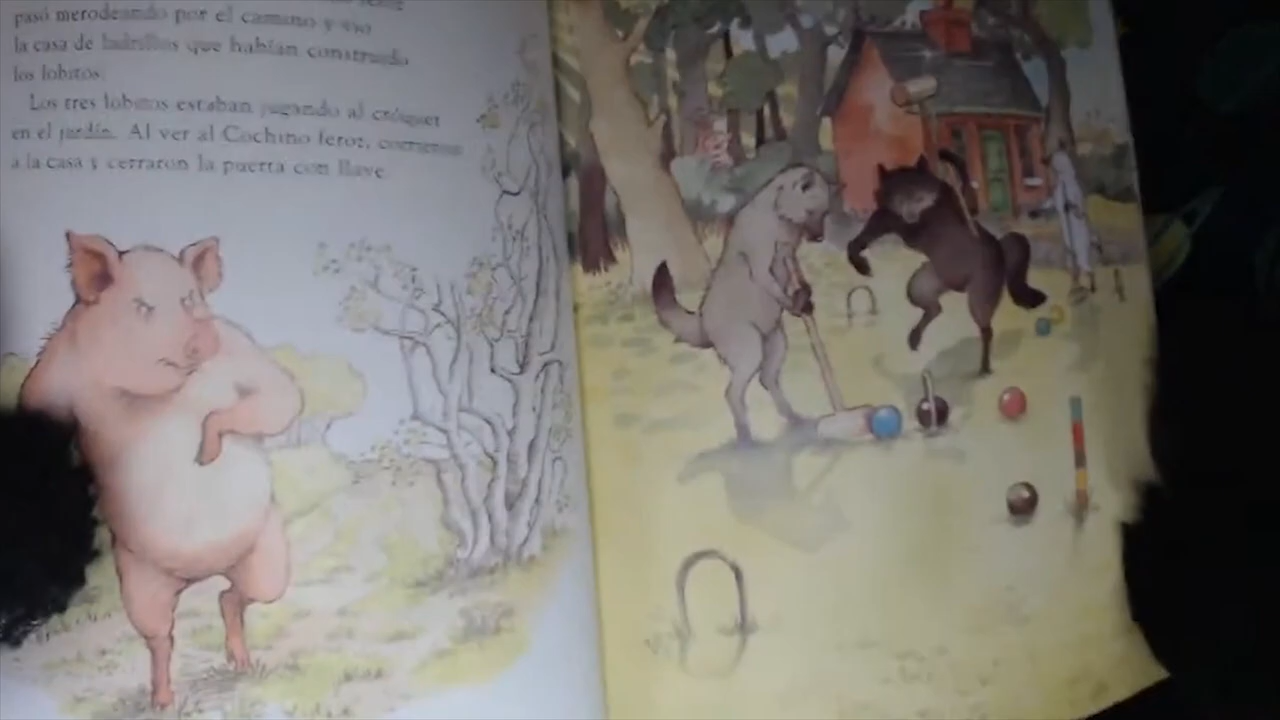 pasó merodeando por el camino y vio
la casa de ladrillos que habían construido
los lobitos.
Los tres lobitos estaban jugando al cróquet
en el jardín. Al ver al Cochino feroz, corrieron
a la casa y cerraron la puerta con llave